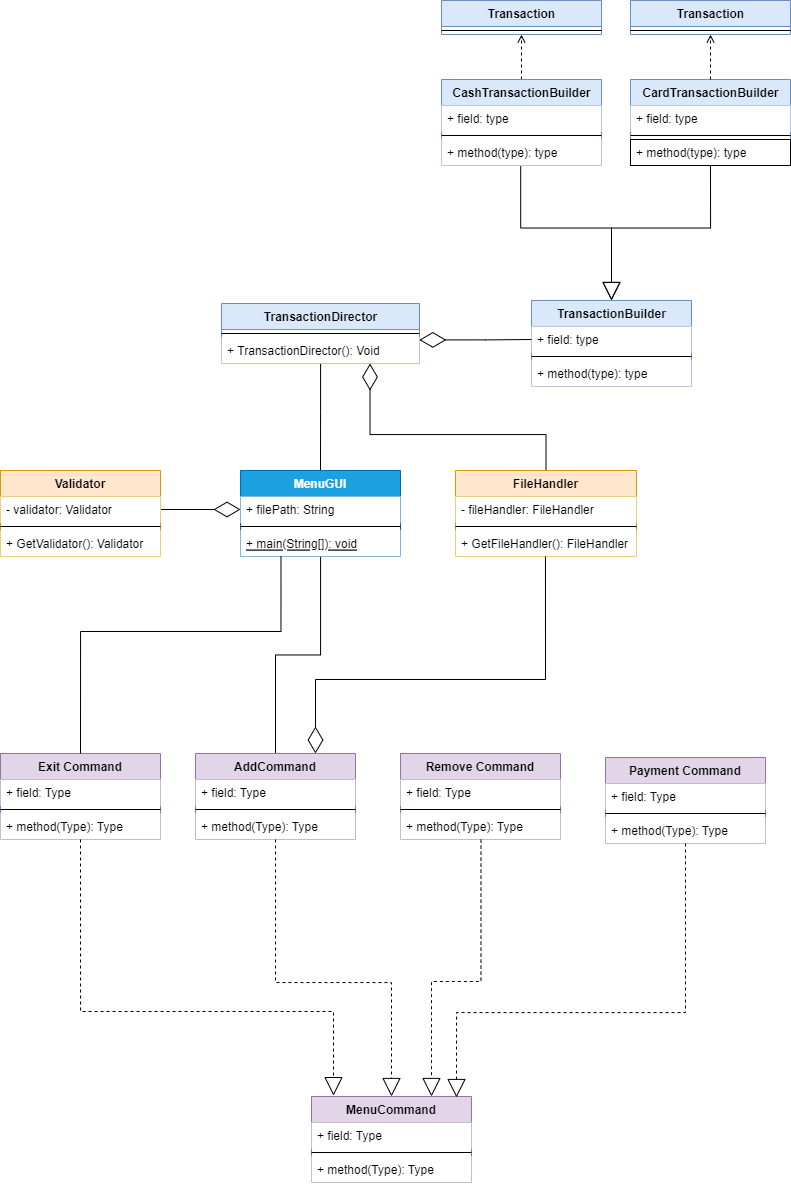 Transaction
Transaction
CashTransactionBuilder
+ field: type
+ method(type): type
CardTransactionBuilder
+ field: type
+ method(type): type
TransactionDirector
+ TransactionDirector(): Void
TransactionBuilder
+ field: type
+ method(type): type
Validator
- validator: Validator
+ GetValidator(): Validator
MenuGUI
+ filePath: String
+ main(String[]): void
FileHandler
- fileHandler: FileHandler
+ GetFileHandler(): FileHandler
Exit Command
+ field: Type
+ method(Type): Type
AddCommand
+ field: Type
+ method(Type): Type
Remove Command
+ field: Type
+ method(Type): Type
Payment Command
+ field: Type
+ method(Type): Type
MenuCommand
+ field: Type
+ method(Type): Type